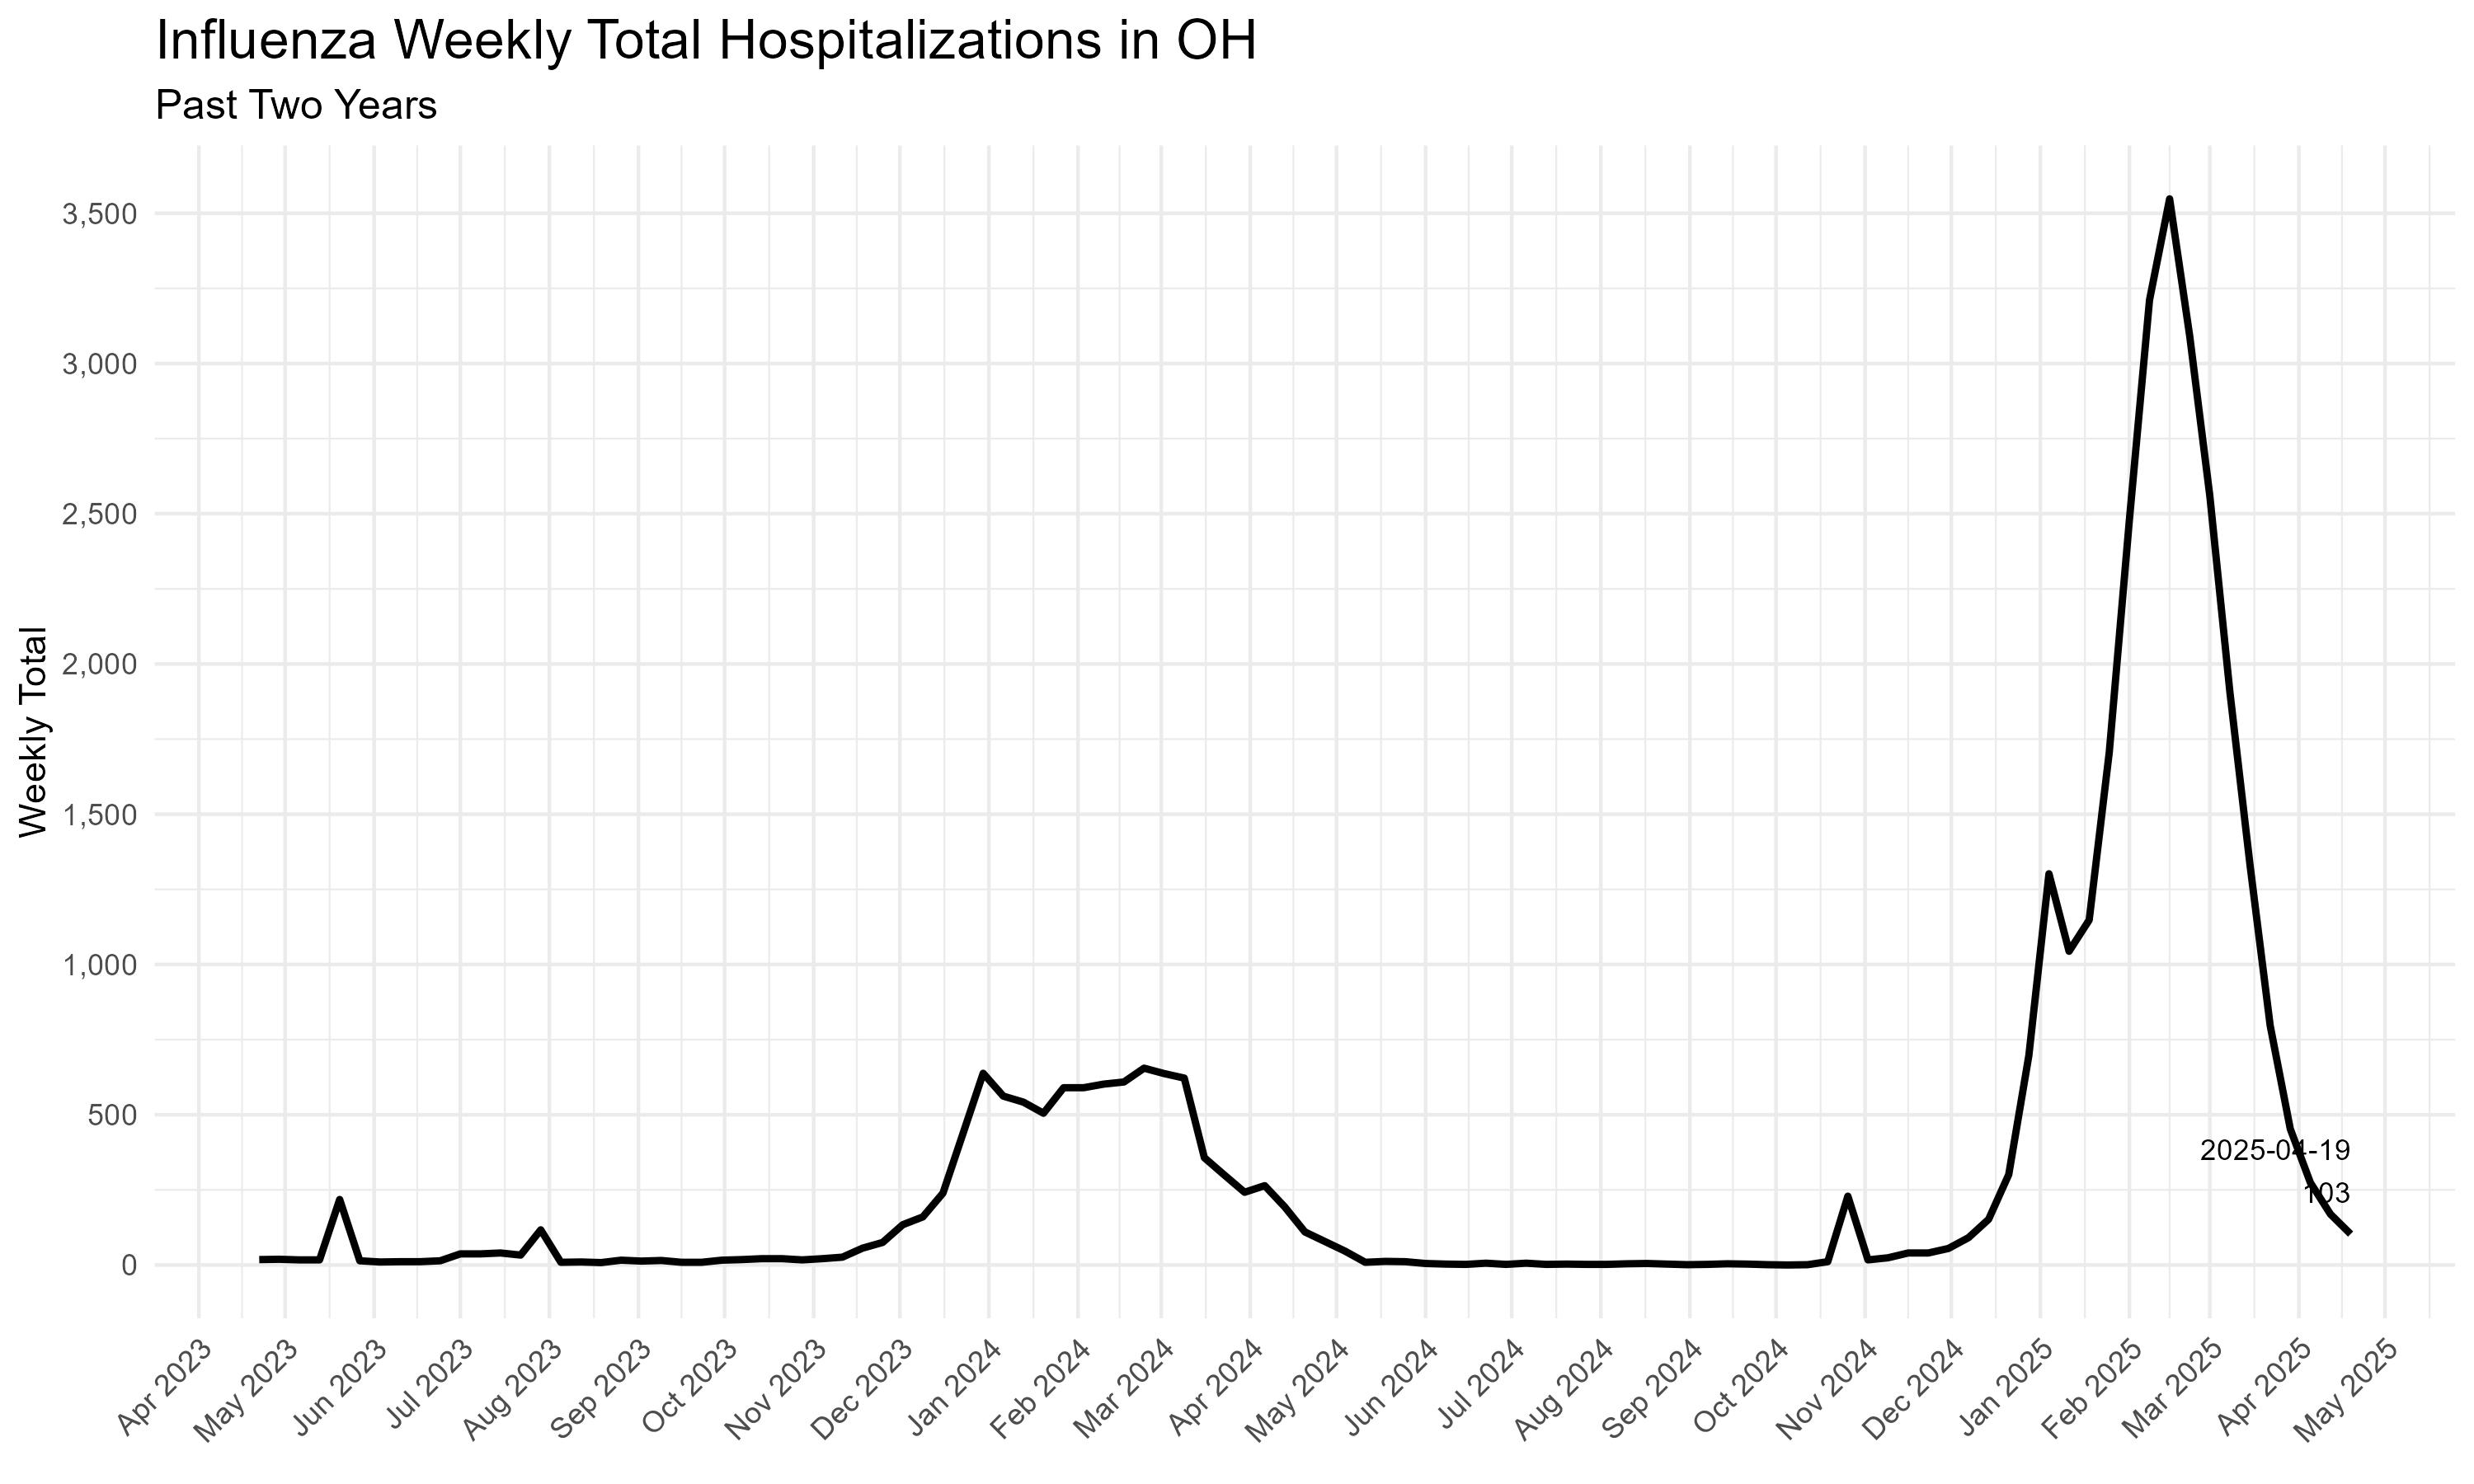 Influenza Weekly Total Hospitalizations in OH
Past Two Years
Weekly Total
3,500
3,000
2,500
2,000
1,500
1,000
500
0
2025-04-19
103
Apr 2023
May 2023
Jun 2023
Jul 2023
Aug 2023
Sep 2023
Oct 2023
Nov 2023
Dec 2023
Jan 2024
Feb 2024
Mar 2024
Apr 2024
May 2024
Jun 2024
Jul 2024
Aug 2024
Sep 2024
Oct 2024
Nov 2024
Dec 2024
Jan 2025
Feb 2025
Mar 2025
Apr 2025
May 2025